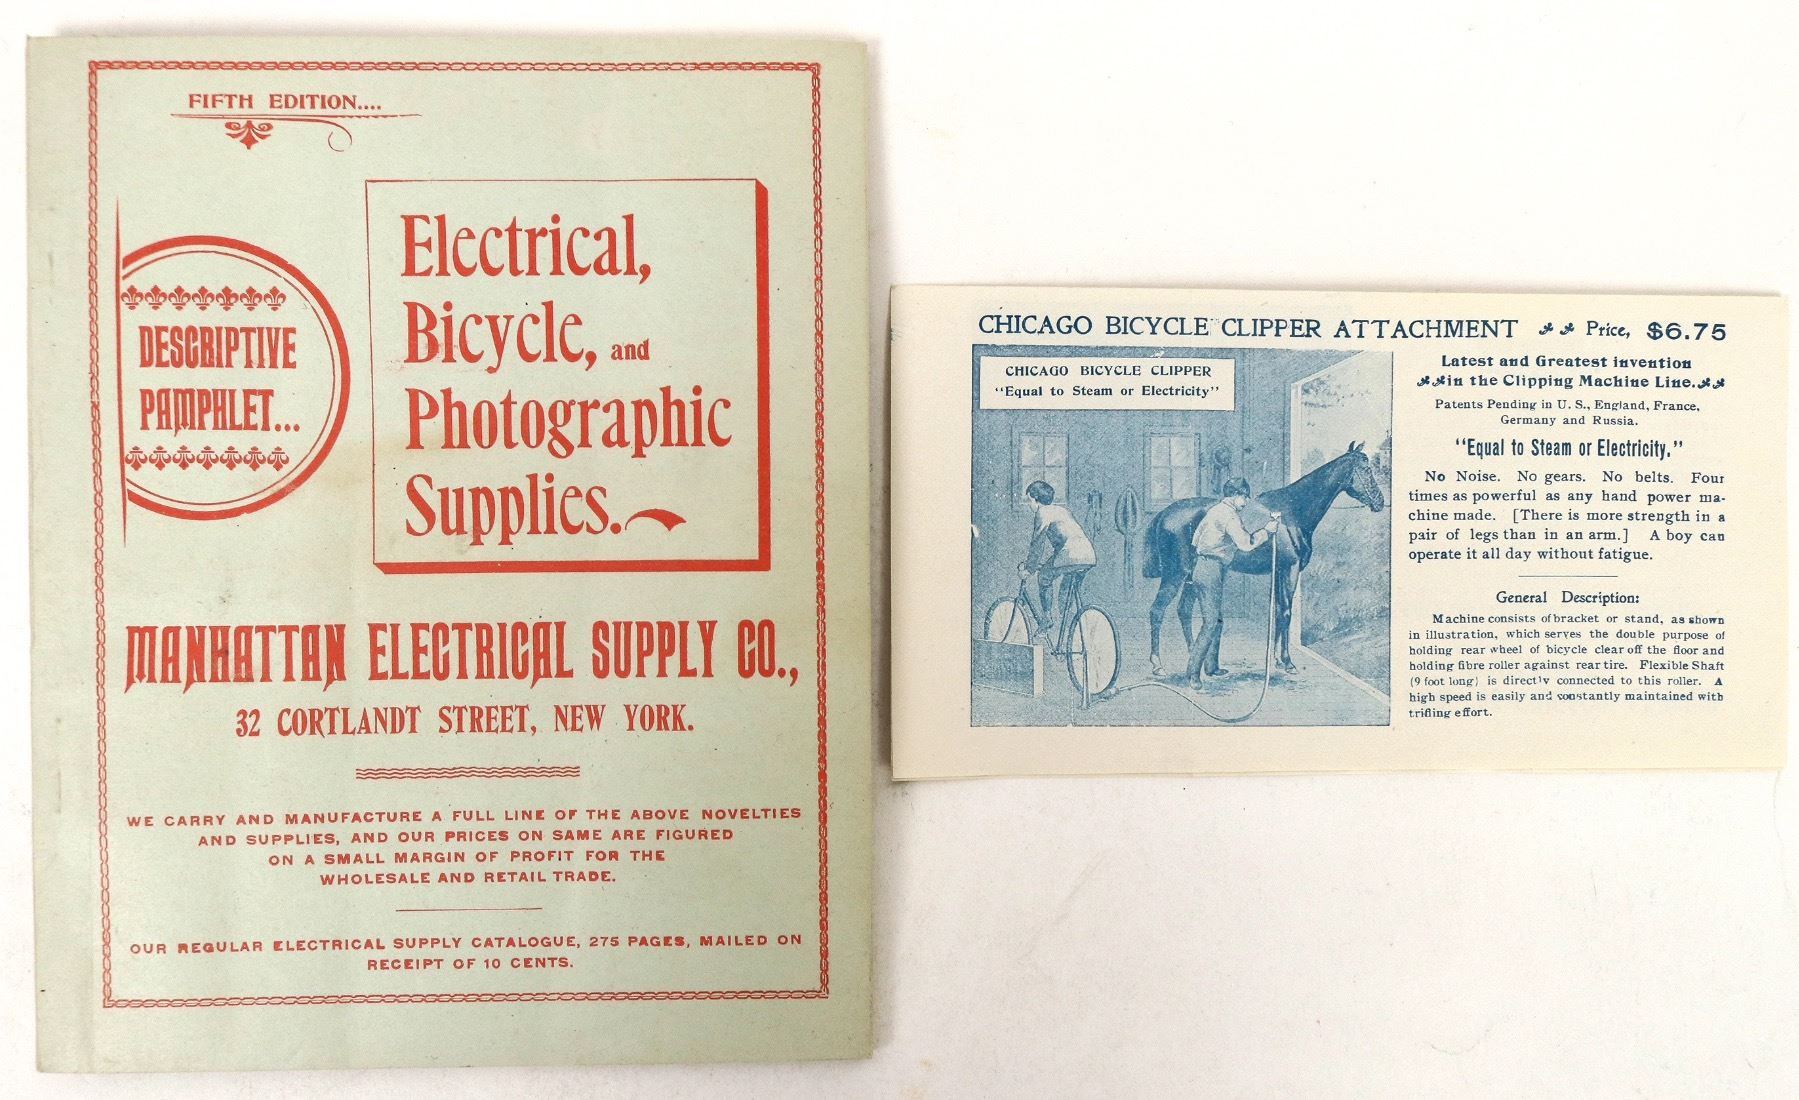 FIFTH EDITION....
DESCRIPTIVE
PAMPHLET...
Electrical,
Bicycle, and
Photographic
Supplies.
MANHATTAN ELECTRICAL SUPPLY CO.,
32 CORTLANDT STREET, NEW YORK.
WE CARRY AND MANUFACTURE A FULL LINE OF THE ABOVE NOVELTIES
AND SUPPLIES, AND OUR PRICES ON SAME ARE FIGURED
ON A SMALL MARGIN OF PROFIT FOR THE
WHOLESALE AND RETAIL TRADE.
OUR REGULAR ELECTRICAL SUPPLY CATALOGUE, 275 PAGES, MAILED ON
RECEIPT OF 10 CENTS.
CHICAGO BICYCLE CLIPPER ATTACHMENT Price, $6.75
CHICAGO BICYCLE CLIPPER
"Equal to Steam or Electricity"
Latest and Greatest invention
in the Clipping Machine Line.
Patents Pending in U. S., England, France,
Germany and Russia.
"Equal to Steam or Electricity."
No Noise. No gears. No belts. Four
times as powerful as any hand power ma-
chine made. [There is more strength in a
pair of legs than in an arm.] A boy can
operate it all day without fatigue.
General Description:
Machine consists of bracket or stand, as shown
in illustration, which serves the double purpose of
holding rear wheel of bicycle clear off the floor and
holding fibre roller against rear tire. Flexible Shaft
(9 foot long) is directly connected to this roller. A
high speed is easily and constantly maintained with
trifling effort.